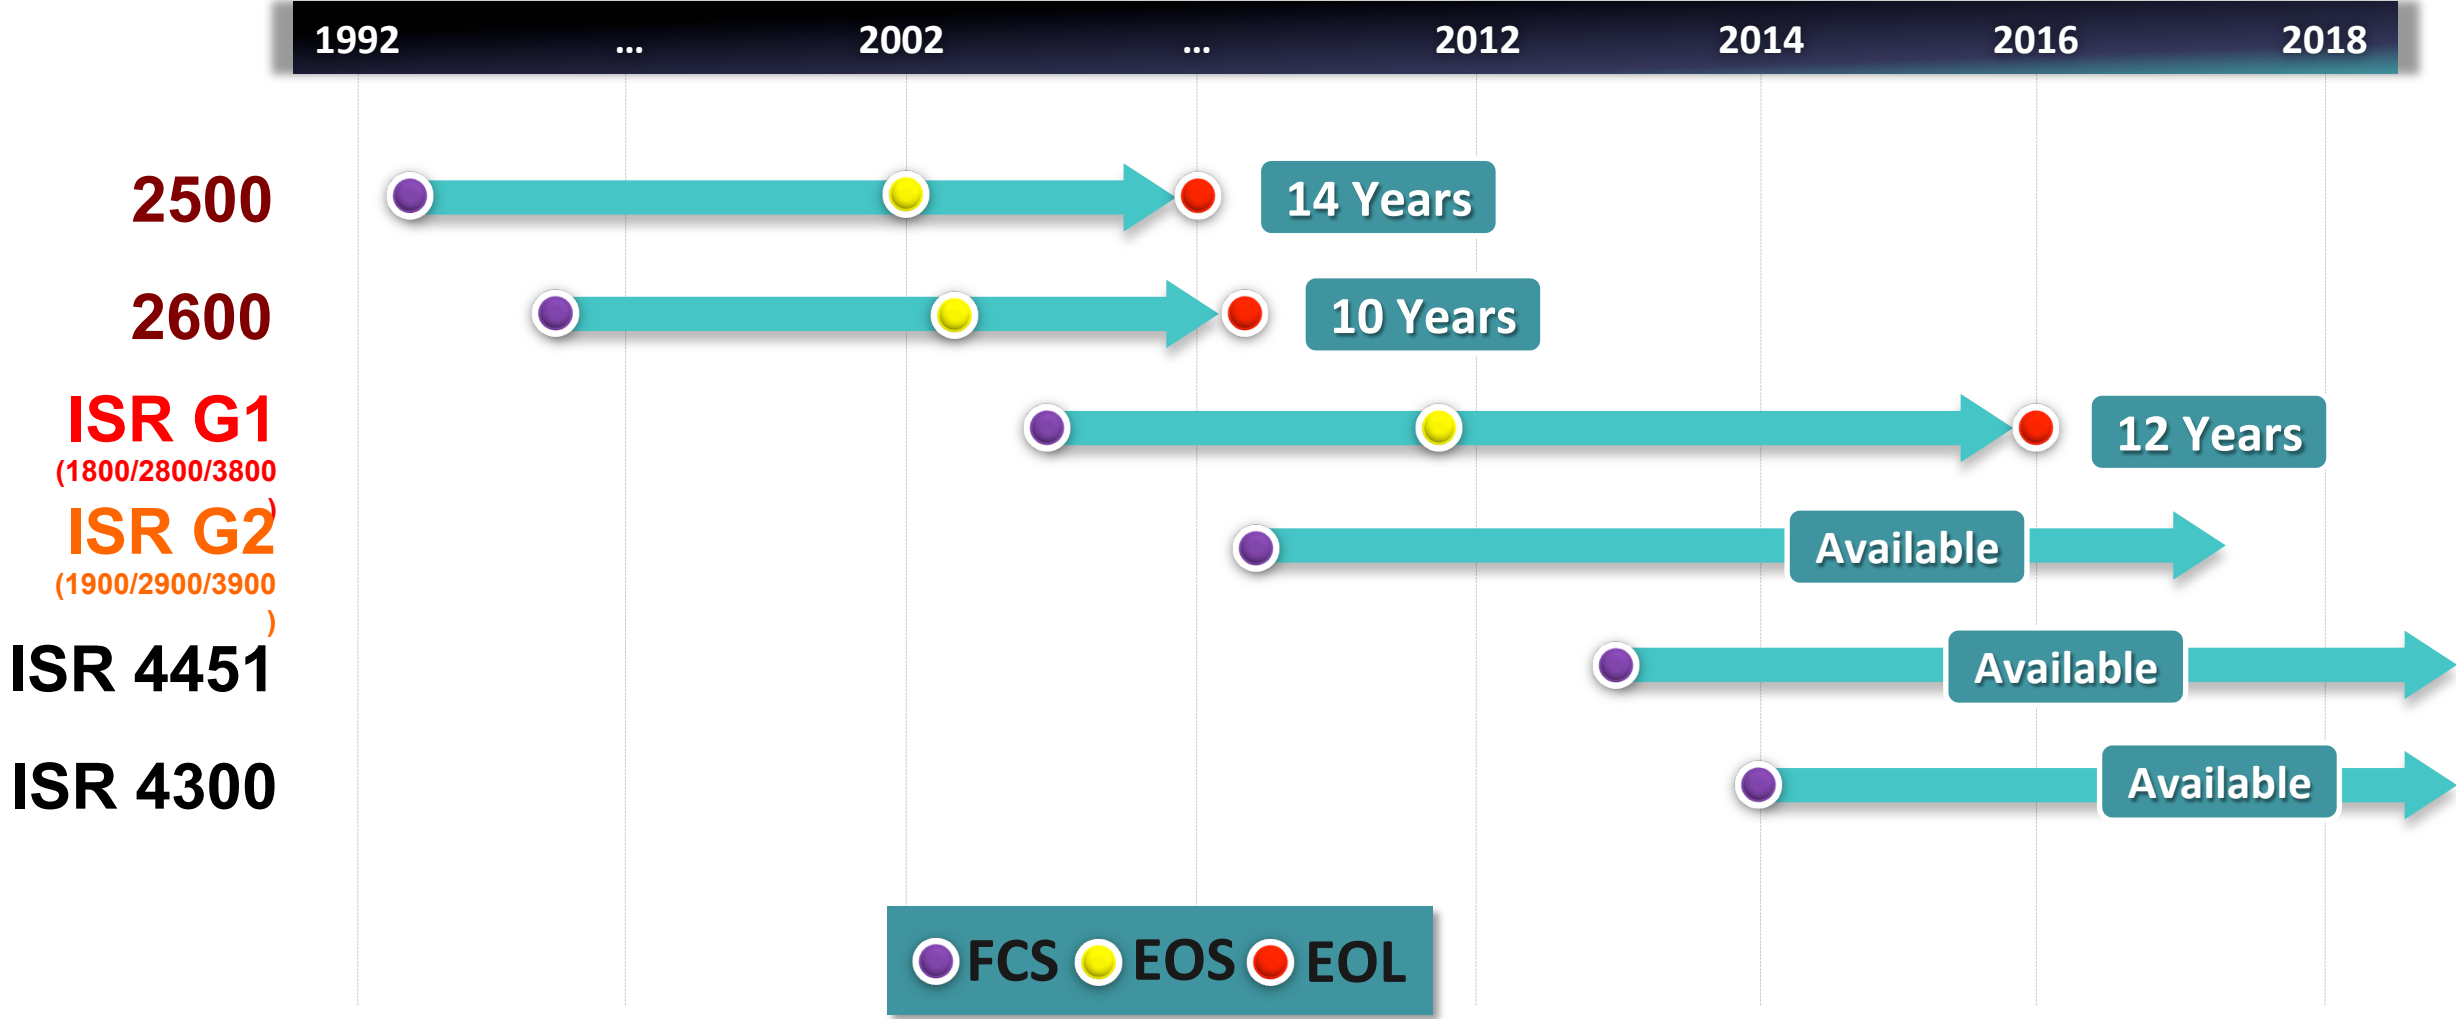 1992 ... 2002 ... 2012 2014 2016 2018
2500
14 Years
2600
10 Years
ISR G1
(1800/2800/3800
)
12 Years
ISR G2
(1900/2900/3900
)
Available
ISR 4451
Available
ISR 4300
Available
FCS EOS EOL